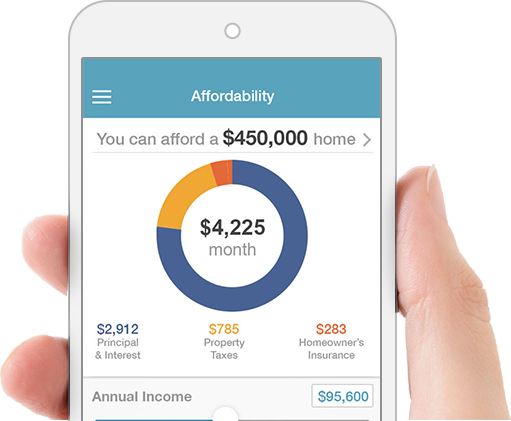 Affordability
You can afford a $450,000 home
$4,225
month
$2,912
Principal
& Interest
$785
Property
Taxes
$283
Homeowner's
Insurance
Annual Income
$95,600